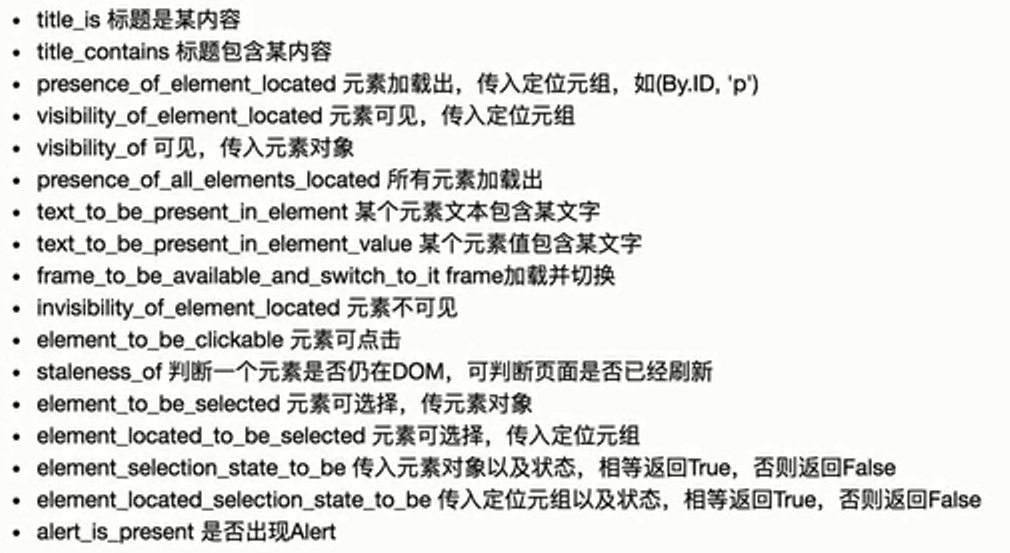 • title_is 标题是某内容
• title_contains 标题包含某内容
• presence_of_element_located 元素加载出，传入定位元组，如(By.ID, 'p')
• visibility_of_element_located 元素可见，传入定位元组
• visibility_of 可见，传入元素对象
• presence_of_all_elements_located 所有元素加载出
• text_to_be_present_in_element 某个元素文本包含某文字
• text_to_be_present_in_element_value 某个元素值包含某文字
• frame_to_be_available_and_switch_to_it frame加载并切换
• invisibility_of_element_located 元素不可见
• element_to_be_clickable 元素可点击
• staleness_of 判断一个元素是否仍在DOM，可判断页面是否已经刷新
• element_to_be_selected 元素可选择，传元素对象
• element_located_to_be_selected 元素可选择，传入定位元组
• element_selection_state_to_be 传入元素对象以及状态，相等返回True，否则返回False
• element_located_selection_state_to_be 传入定位元组以及状态，相等返回True，否则返回False
• alert_is_present 是否出现Alert